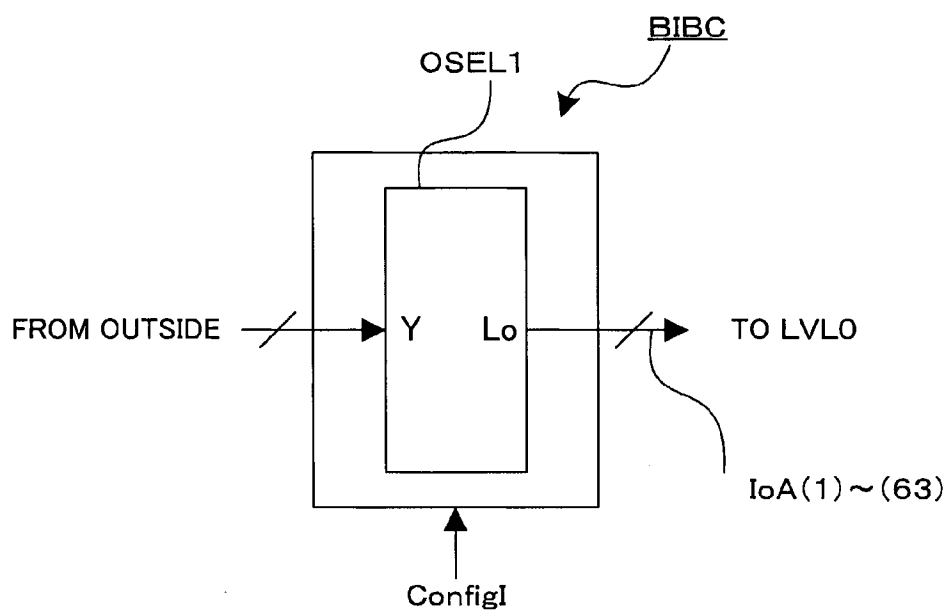 BIBC
OSEL1
FROM OUTSIDE
Y
Lo
TO LVL0
IoA(1)～(63)
ConfigI